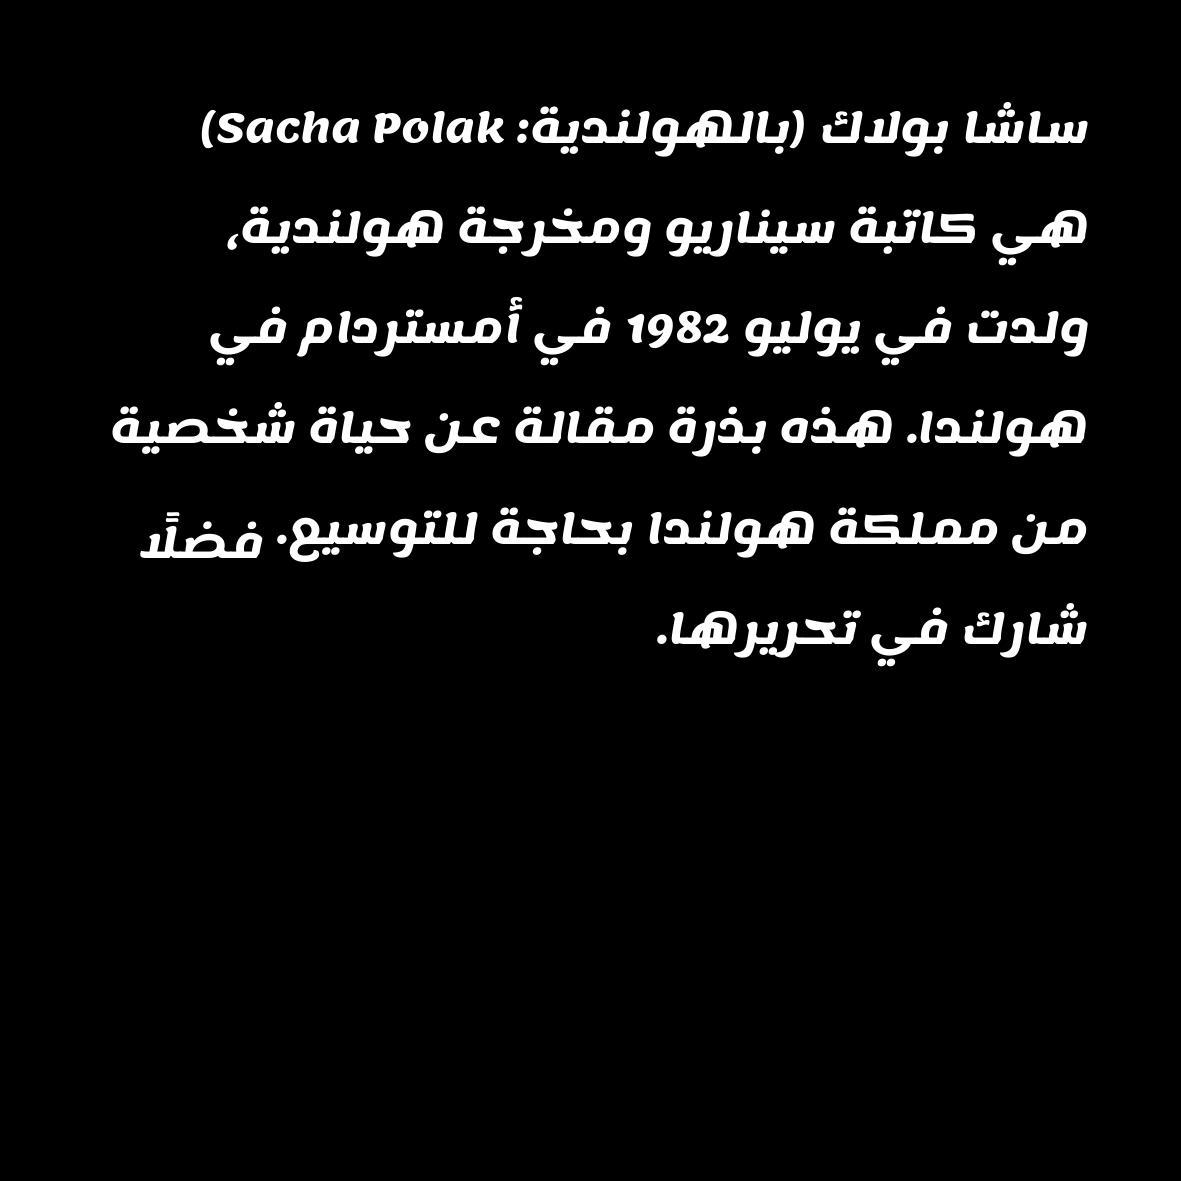 ساشا بولاك (بالهولندية: Sacha Polak)
هي كاتبة سيناريو ومخرجة هولندية،
ولدت في يوليو 1982 في أمستردام في
هولندا. هذه بذرة مقالة عن حياة شخصية
من مملكة هولندا بحاجة للتوسيع. فضلًا
شارك في تحريرها.